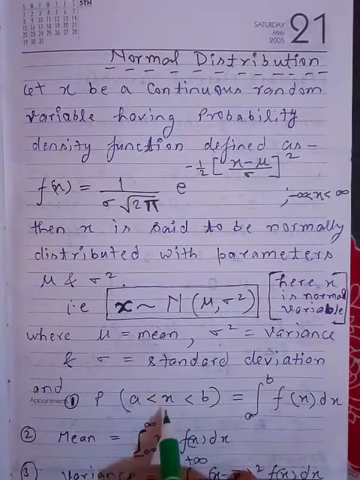 5TH
SATURDAY
MAY
2005
21
Normal Distribution
Let x be a Continuous random
variable having Probability
density function defined as-
f(x) = 1/(σ√2π) e^(-1/2 [(x-μ)/σ]^2) ; -∞<x<∞
then x is said to be normally
distributed with parameters
μ & σ².
i.e x ~ N(μ, σ²) [here x is normal variable]
where μ = mean, σ² = variance
& σ = standard deviation
and
Appointments
① P (a < x < b) = ∫_a^b f(x) dx
② Mean = ∫_-∞^∞ f(x) dx
③ Variance = ∫^+∞ (x- )² f(x) dx